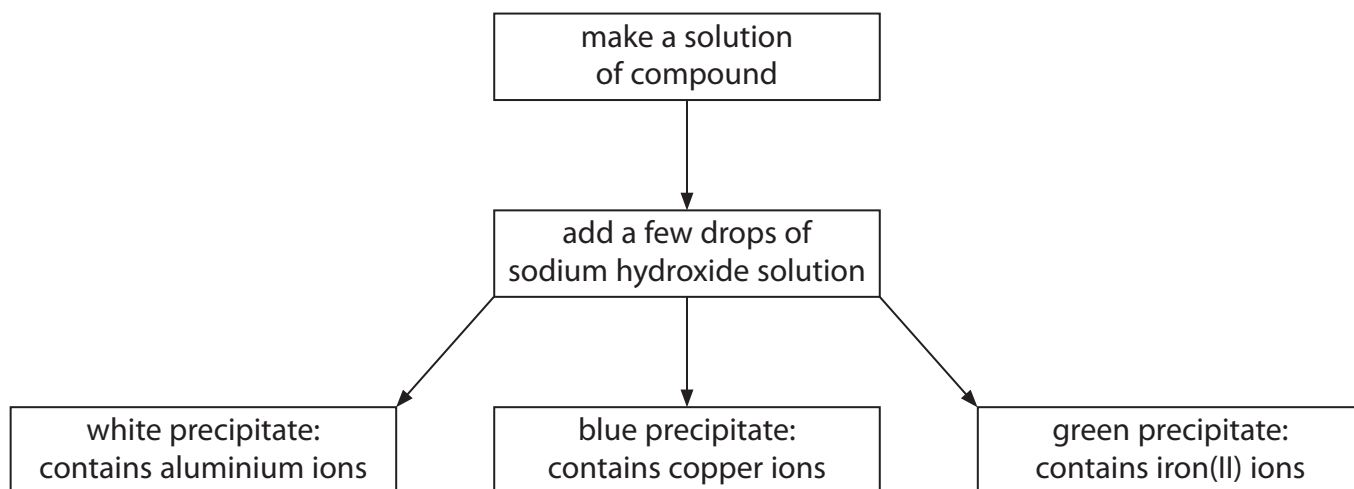 make a solution
of compound
add a few drops of
sodium hydroxide solution
white precipitate:
contains aluminium ions
blue precipitate:
contains copper ions
green precipitate:
contains iron(II) ions